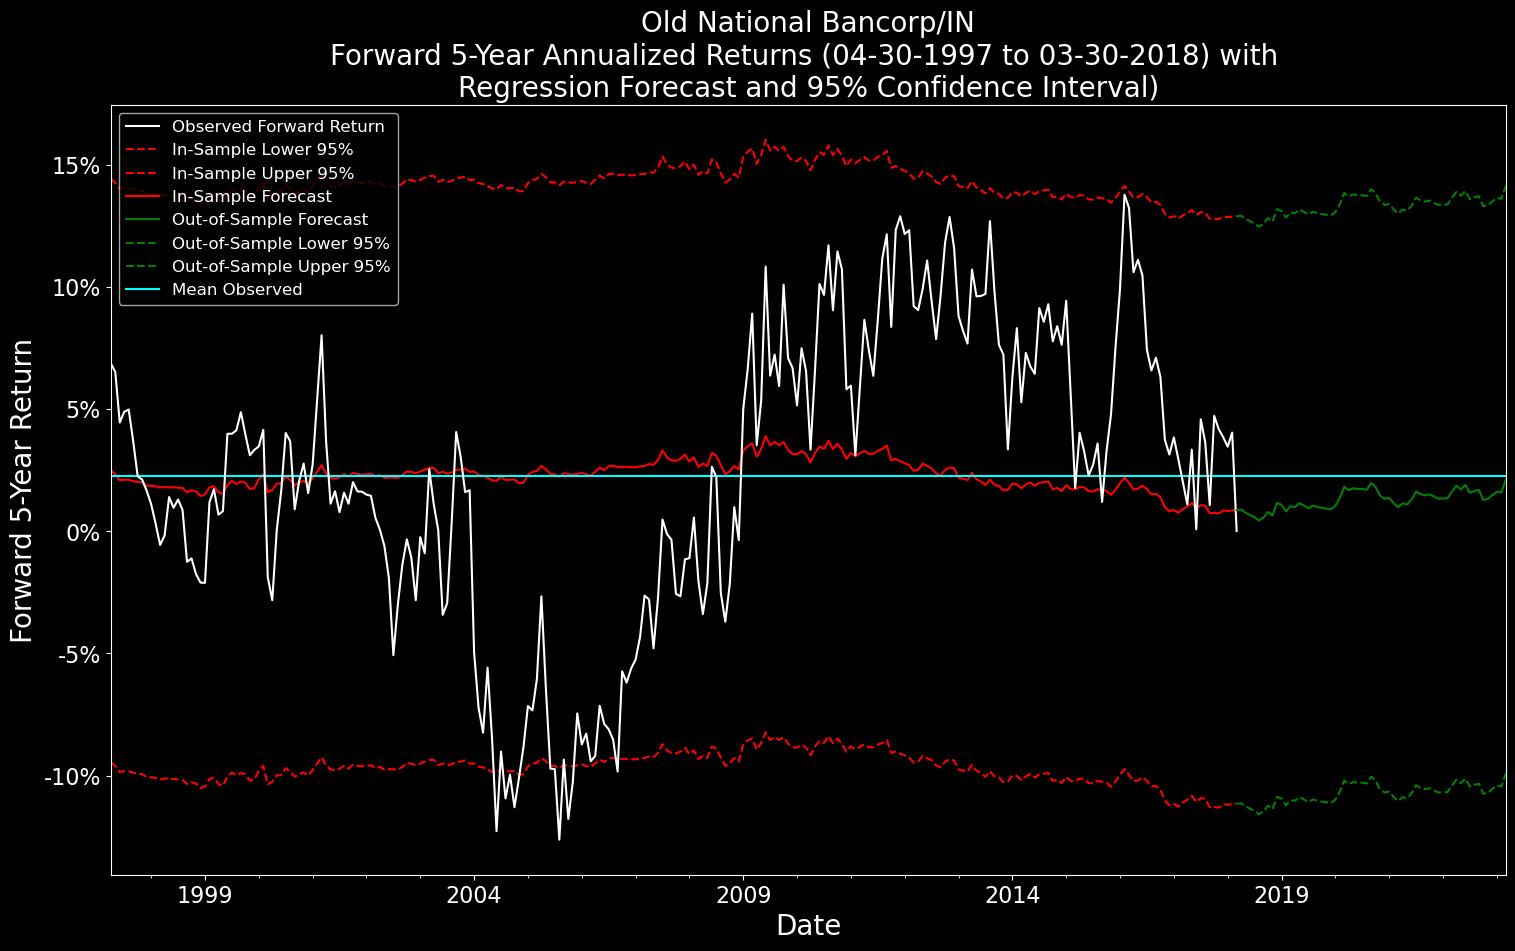 Old National Bancorp/IN
Forward 5-Year Annualized Returns (04-30-1997 to 03-30-2018) with
Regression Forecast and 95% Confidence Interval)
Observed Forward Return
In-Sample Lower 95%
In-Sample Upper 95%
In-Sample Forecast
Out-of-Sample Forecast
Out-of-Sample Lower 95%
Out-of-Sample Upper 95%
Mean Observed
Forward 5-Year Return
15%
10%
5%
0%
-5%
-10%
1999
2004
2009
2014
2019
Date